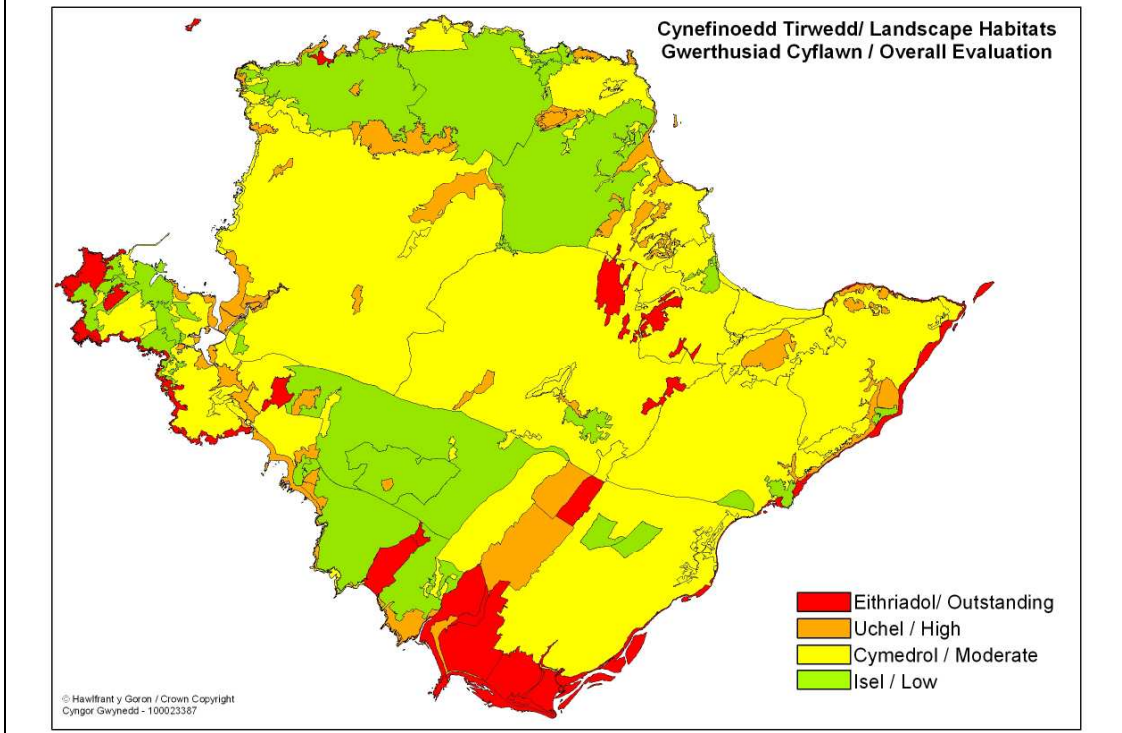 Cynefinoedd Tirwedd/ Landscape Habitats
Gwerthusiad Cyflawn / Overall Evaluation
Eithriadol/ Outstanding
Uchel / High
Cymedrol / Moderate
Isel / Low
© Hawlfraint y Goron / Crown Copyright
Cyngor Gwynedd - 100023387